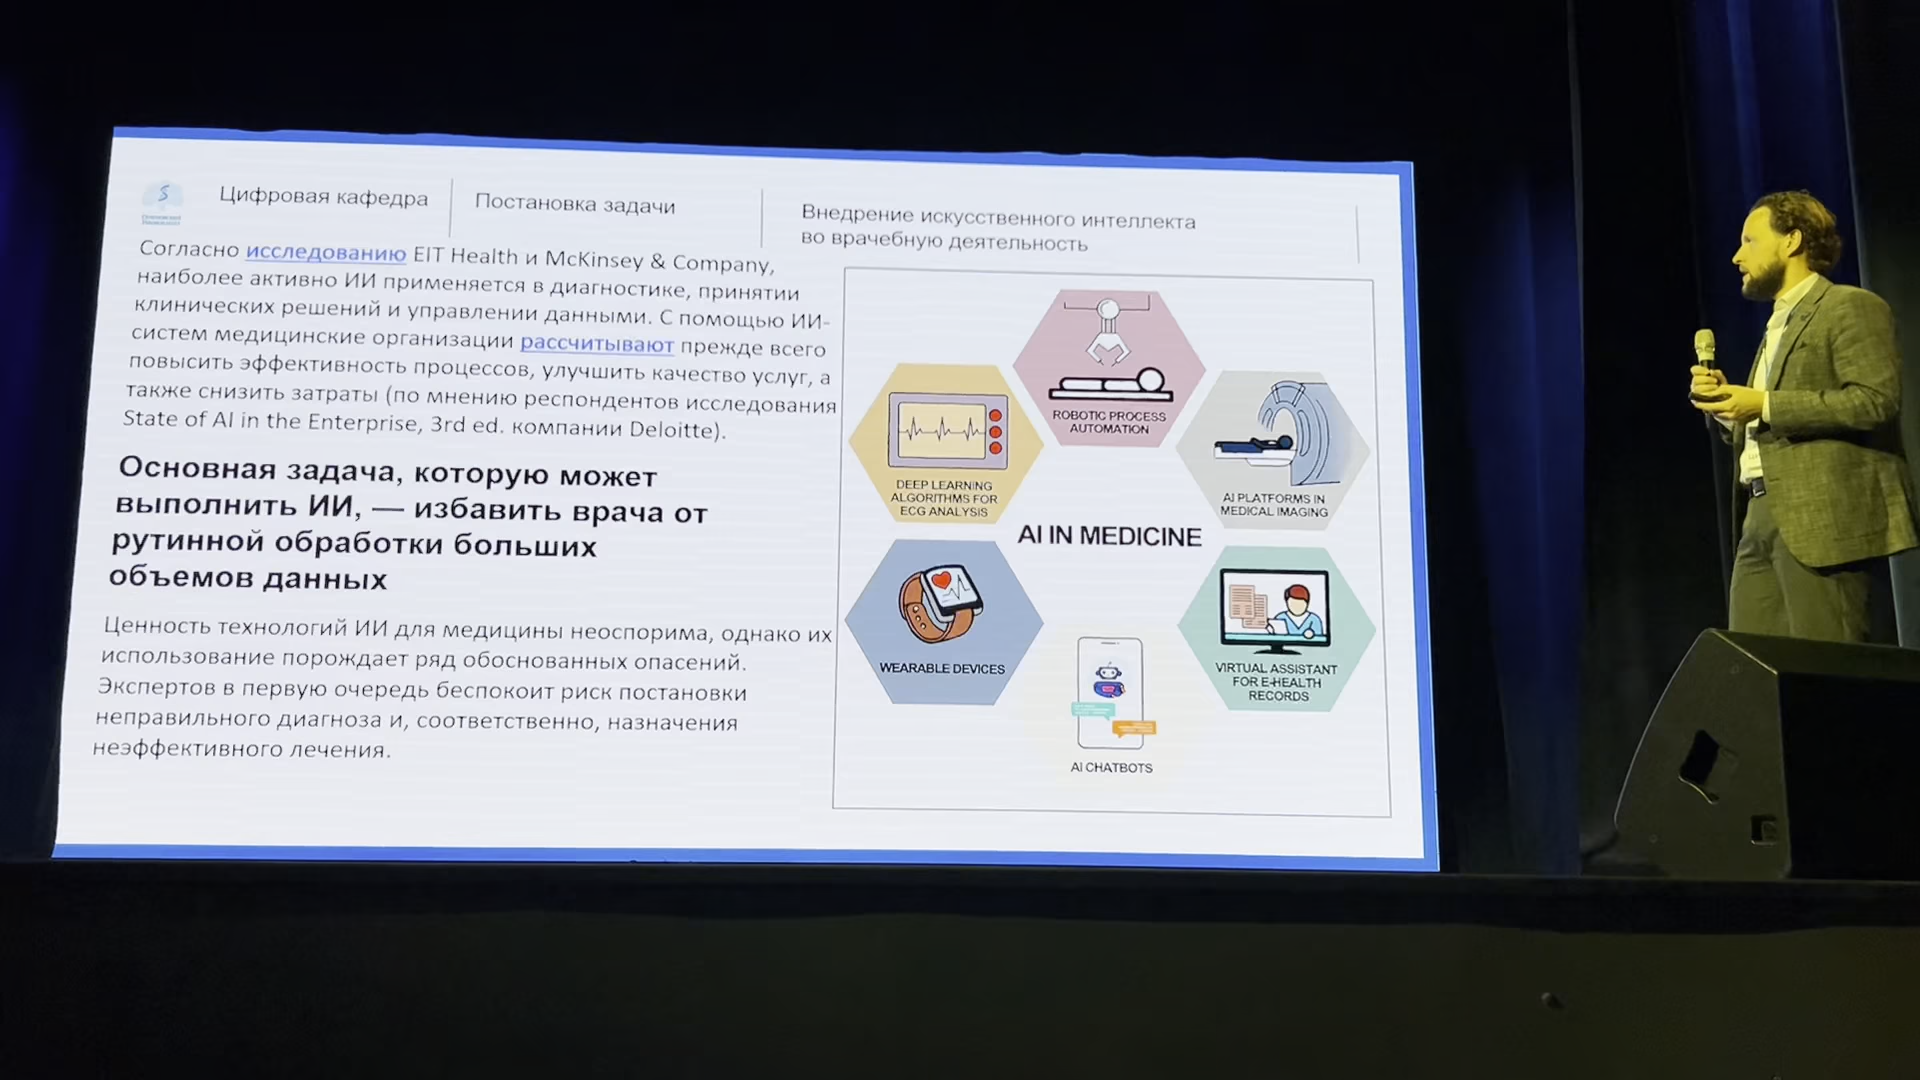 Цифровая кафедра
Постановка задачи
Внедрение искусственного интеллекта
во врачебную деятельность
Согласно исследованию EIT Health и McKinsey & Company,
наиболее активно ИИ применяется в диагностике, принятии
клинических решений и управлении данными. С помощью ИИ-
систем медицинские организации рассчитывают прежде всего
повысить эффективность процессов, улучшить качество услуг, а
также снизить затраты (по мнению респондентов исследования
State of AI in the Enterprise, 3rd ed. компании Deloitte).
Основная задача, которую может
выполнить ИИ, — избавить врача от
рутинной обработки больших
объемов данных
Ценность технологий ИИ для медицины неоспорима, однако их
использование порождает ряд обоснованных опасений.
Экспертов в первую очередь беспокоит риск постановки
неправильного диагноза и, соответственно, назначения
неэффективного лечения.
ROBOTIC PROCESS
AUTOMATION
DEEP LEARNING
ALGORITHMS FOR
ECG ANALYSIS
AI PLATFORMS IN
MEDICAL IMAGING
AI IN MEDICINE
WEARABLE DEVICES
VIRTUAL ASSISTANT
FOR E-HEALTH
RECORDS
AI CHATBOTS